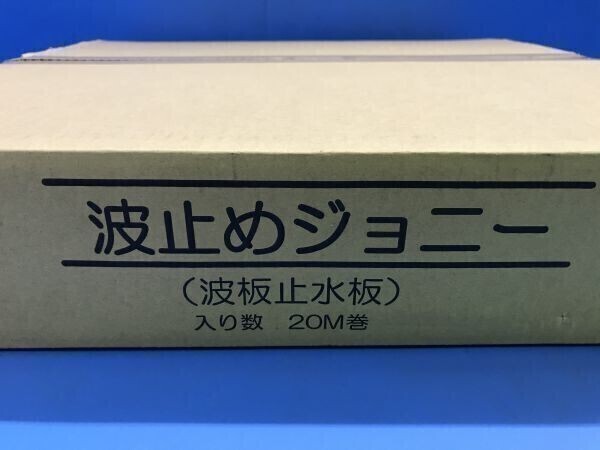 波止めジョニー
（波板止水板）
入り数 20M巻